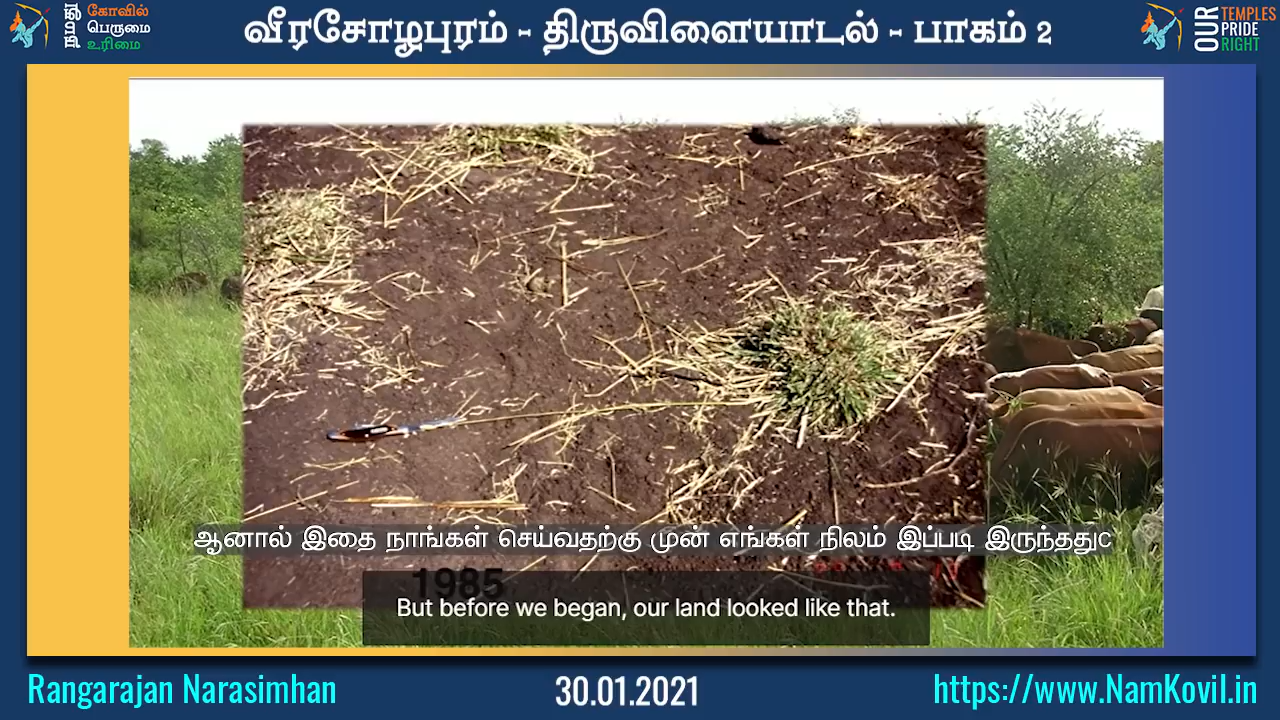 நமது
கோவில்
பெருமை
உரிமை
வீரசோழபுரம் - திருவிளையாடல் - பாகம் 2
OUR
TEMPLES
PRIDE
RIGHT
ஆனால் இதை நாங்கள் செய்வதற்கு முன் எங்கள் நிலம் இப்படி இருந்ததுC
1985
But before we began, our land looked like that.
Rangarajan Narasimhan
30.01.2021
https://www.NamKovil.in